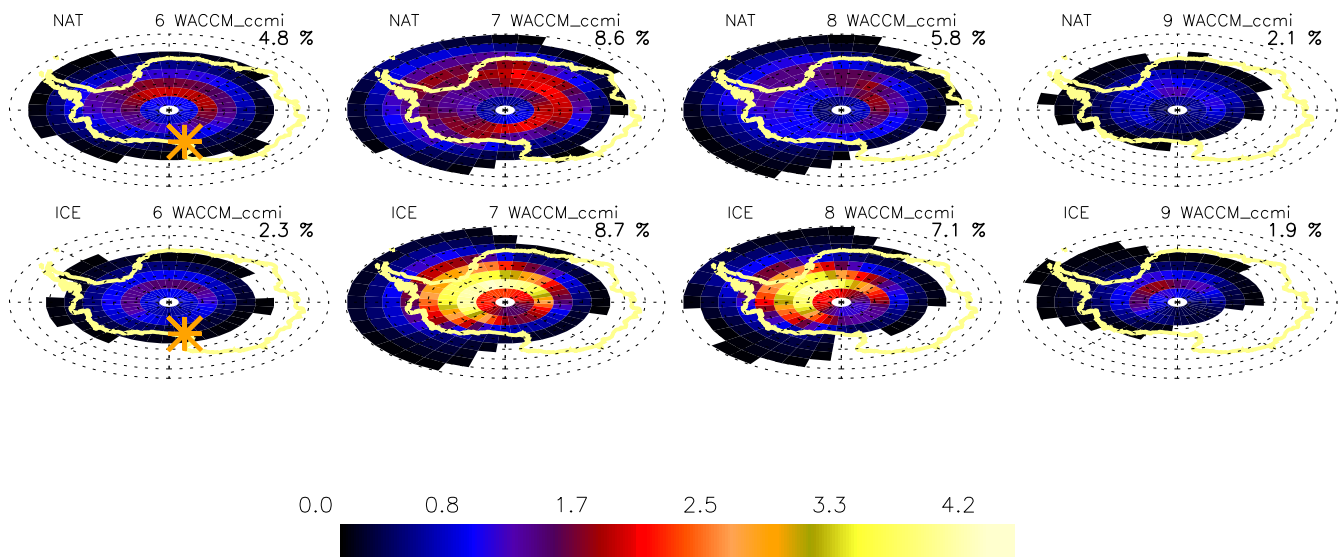 NAT 6 WACCM_ccmi NAT 7 WACCM_ccmi NAT 8 WACCM_ccmi NAT 9 WACCM_ccmi
4.8 % 8.6 % 5.8 % 2.1 %
ICE 6 WACCM_ccmi ICE 7 WACCM_ccmi ICE 8 WACCM_ccmi ICE 9 WACCM_ccmi
2.3 % 8.7 % 7.1 % 1.9 %
0.0 0.8 1.7 2.5 3.3 4.2